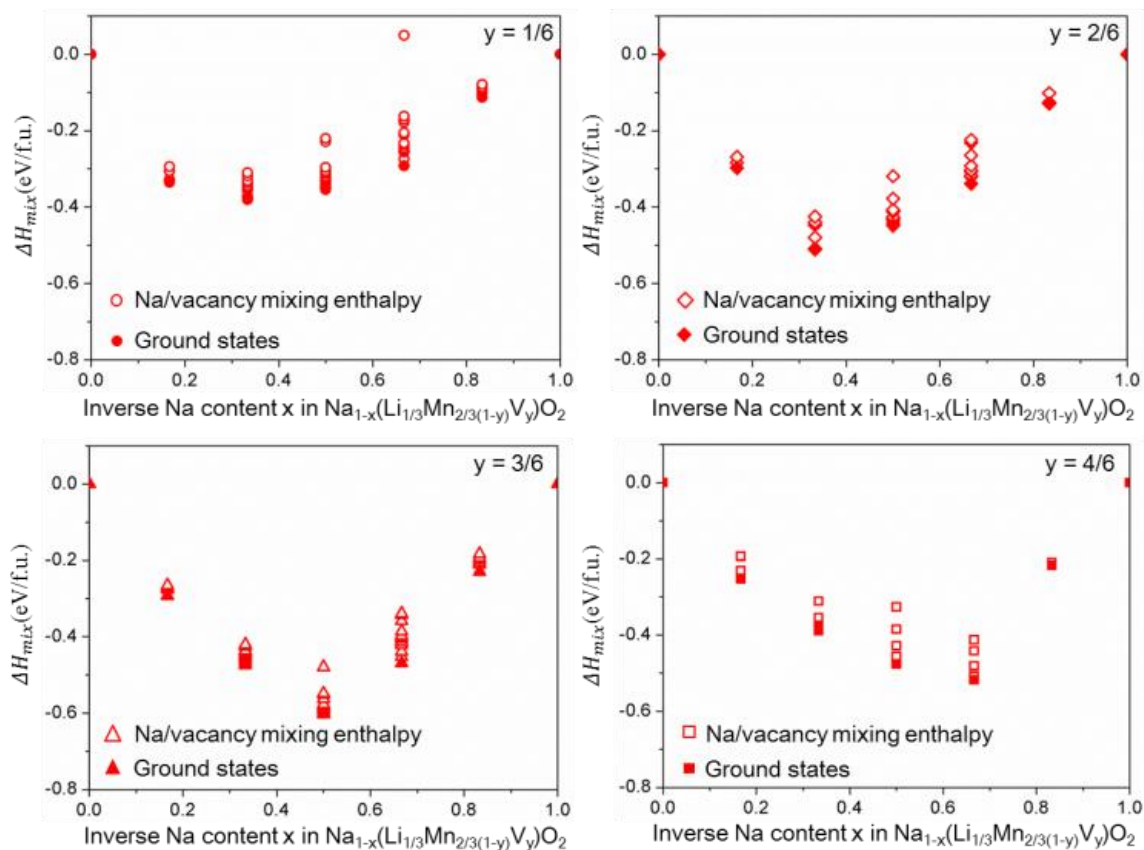 y = 1/6
0.0
-0.2
-0.4
-0.6
-0.8
ΔH_mix(eV/f.u.)
Na/vacancy mixing enthalpy
Ground states
0.0 0.2 0.4 0.6 0.8 1.0
Inverse Na content x in Na₁₋ₓ(Li₁/₃Mn₂/₃₍₁₋y₎Vy)O₂
y = 2/6
0.0
-0.2
-0.4
-0.6
-0.8
ΔH_mix(eV/f.u.)
Na/vacancy mixing enthalpy
Ground states
0.0 0.2 0.4 0.6 0.8 1.0
Inverse Na content x in Na₁₋ₓ(Li₁/₃Mn₂/₃₍₁₋y₎Vy)O₂
y = 3/6
0.0
-0.2
-0.4
-0.6
-0.8
ΔH_mix(eV/f.u.)
Na/vacancy mixing enthalpy
Ground states
0.0 0.2 0.4 0.6 0.8 1.0
Inverse Na content x in Na₁₋ₓ(Li₁/₃Mn₂/₃₍₁₋y₎Vy)O₂
y = 4/6
0.0
-0.2
-0.4
-0.6
-0.8
ΔH_mix(eV/f.u.)
Na/vacancy mixing enthalpy
Ground states
0.0 0.2 0.4 0.6 0.8 1.0
Inverse Na content x in Na₁₋ₓ(Li₁/₃Mn₂/₃₍₁₋y₎Vy)O₂